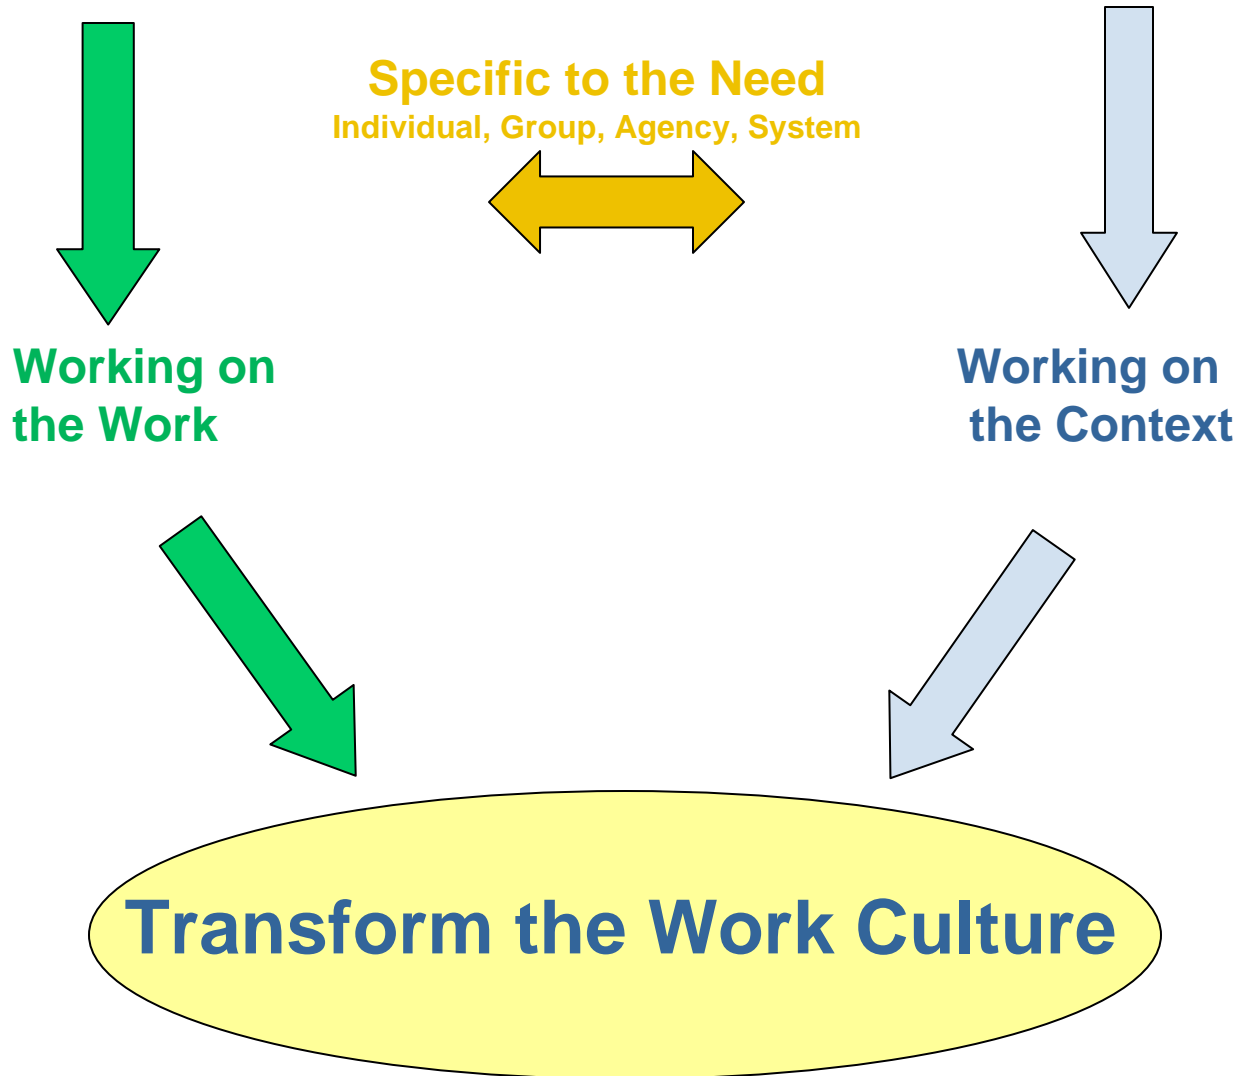 Specific to the Need
Individual, Group, Agency, System
Working on
the Work
Working on
the Context
Transform the Work Culture